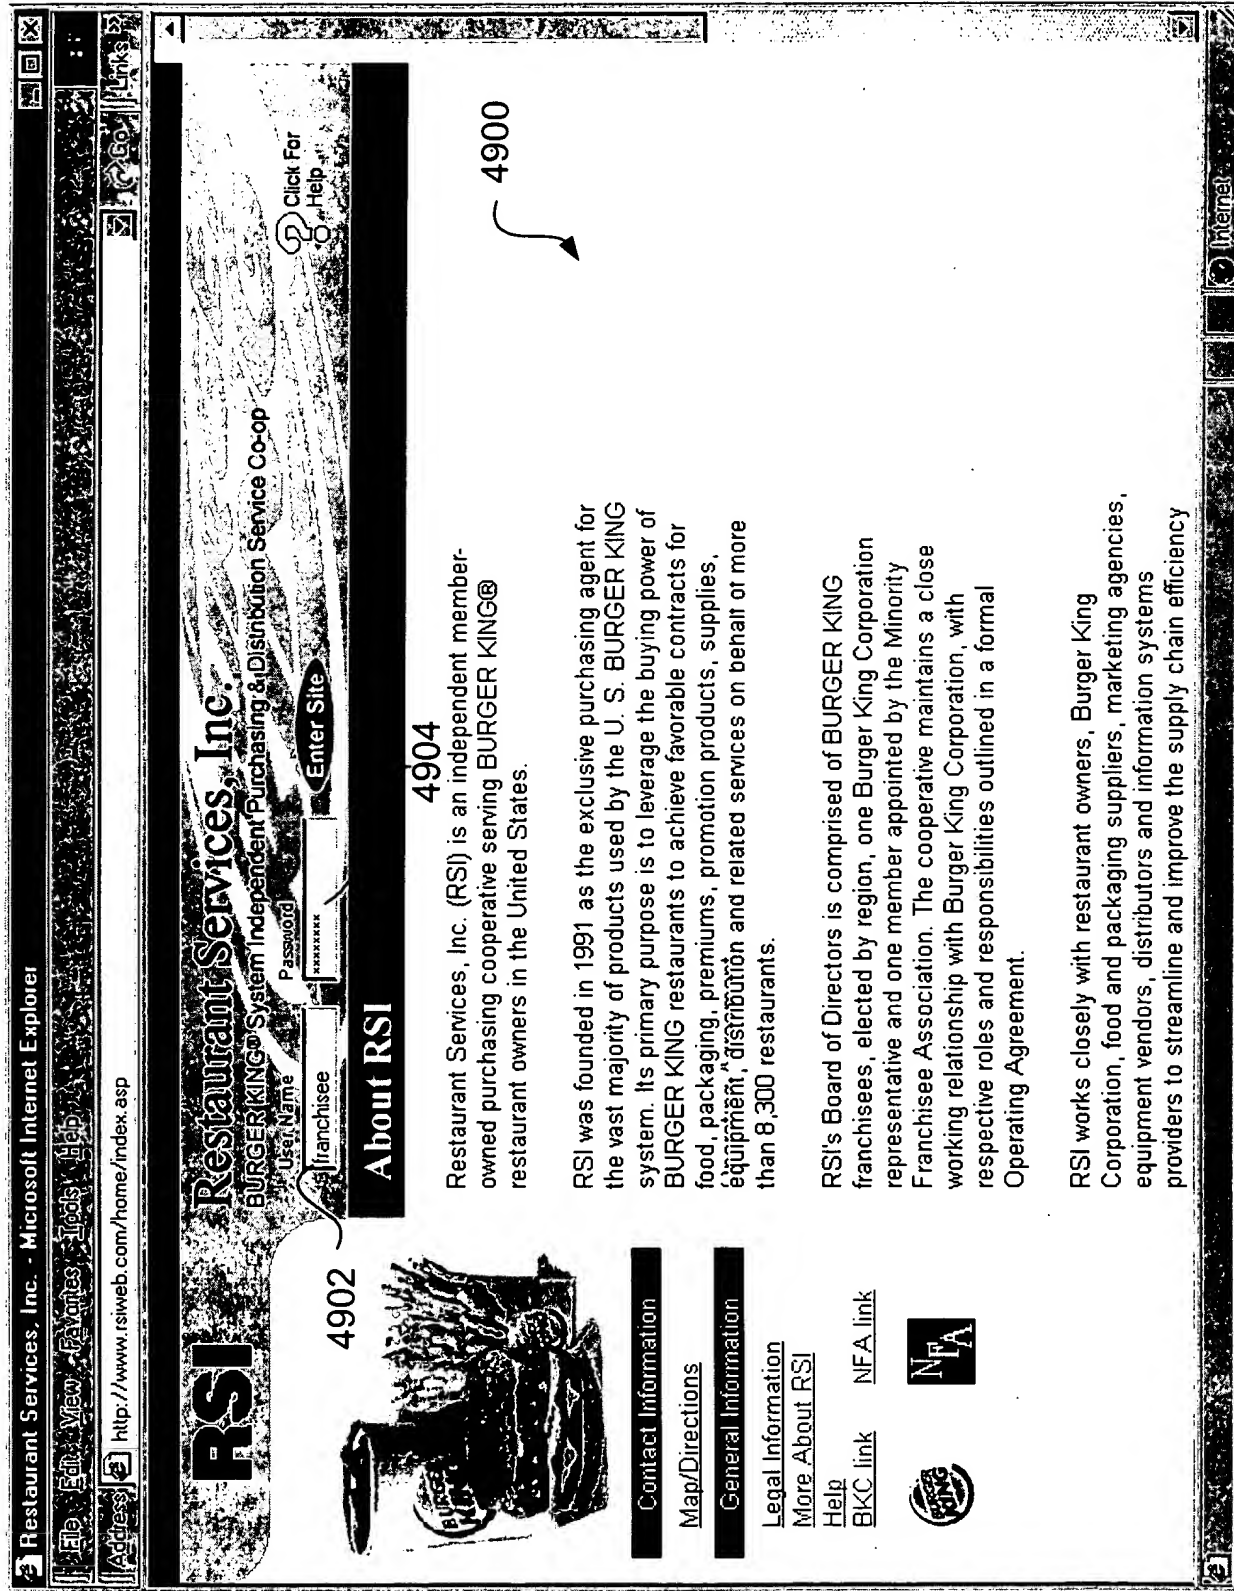 Restaurant Services, Inc. - Microsoft Internet Explorer
File Edit View Favorites Tools Help
Address http://www.rsiweb.com/home/index.asp Go Links »
RSI
Restaurant Services, Inc.
BURGER KING® System Independent Purchasing & Distribution Service Co-op
User Name Password
franchisee xxxxxxxx Enter Site
Click For
Help
4902
4904
4900
About RSI
Restaurant Services, Inc. (RSI) is an independent member-
owned purchasing cooperative serving BURGER KING®
restaurant owners in the United States.
RSI was founded in 1991 as the exclusive purchasing agent for
the vast majority of products used by the U. S. BURGER KING
system. Its primary purpose is to leverage the buying power of
BURGER KING restaurants to achieve favorable contracts for
food, packaging, premiums, promotion products, supplies,
equipment, distribution and related services on behalf of more
than 8,300 restaurants.
RSI's Board of Directors is comprised of BURGER KING
franchisees, elected by region, one Burger King Corporation
representative and one member appointed by the Minority
Franchisee Association. The cooperative maintains a close
working relationship with Burger King Corporation, with
respective roles and responsibilities outlined in a formal
Operating Agreement.
RSI works closely with restaurant owners, Burger King
Corporation, food and packaging suppliers, marketing agencies,
equipment vendors, distributors and information systems
providers to streamline and improve the supply chain efficiency
Contact Information
Map/Directions
General Information
Legal Information
More About RSI
Help
BKC link NFA link
BURGER KING
NFA
Internet